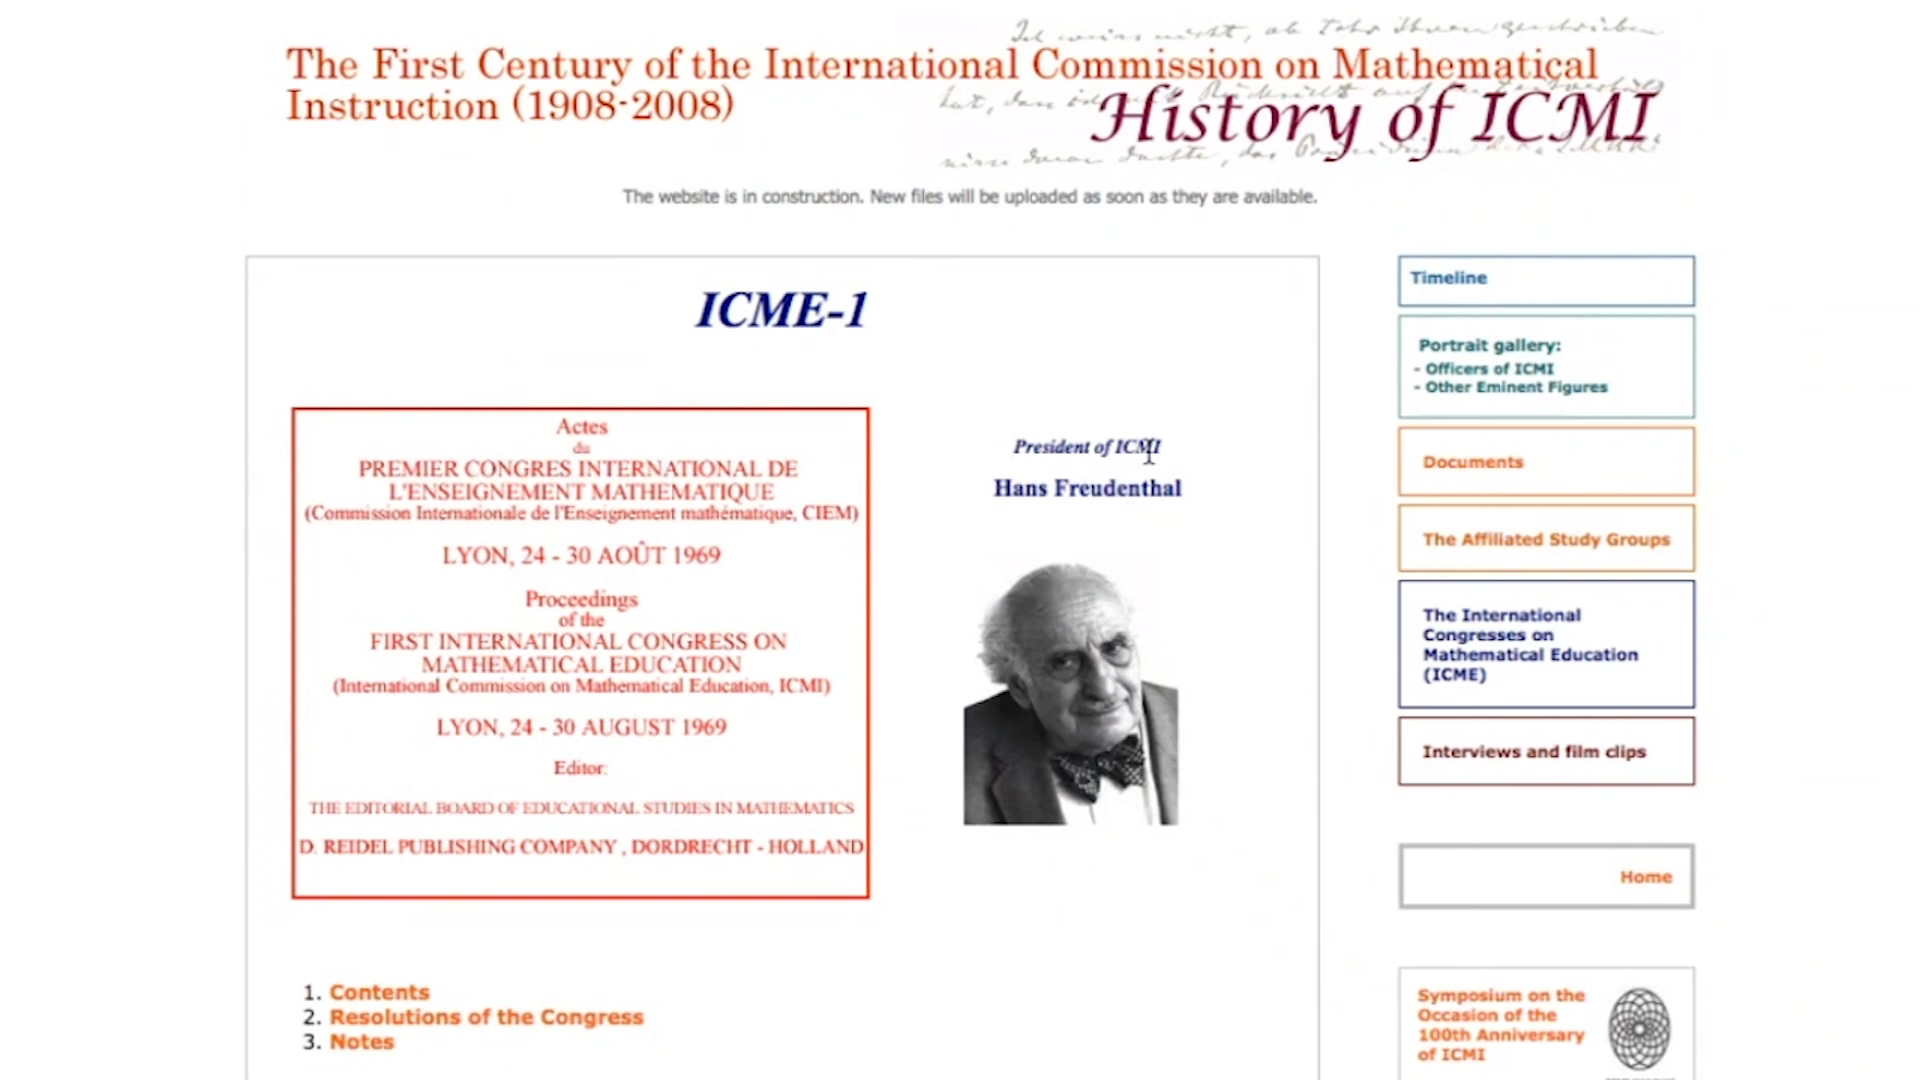 The First Century of the International Commission on Mathematical
Instruction (1908-2008)
History of ICMI
The website is in construction. New files will be uploaded as soon as they are available.
ICME-1
Actes
du
PREMIER CONGRES INTERNATIONAL DE
L'ENSEIGNEMENT MATHEMATIQUE
(Commission Internationale de l'Enseignement mathématique, CIEM)
LYON, 24 - 30 AOÛT 1969
Proceedings
of the
FIRST INTERNATIONAL CONGRESS ON
MATHEMATICAL EDUCATION
(International Commission on Mathematical Education, ICMI)
LYON, 24 - 30 AUGUST 1969
Editor:
THE EDITORIAL BOARD OF EDUCATIONAL STUDIES IN MATHEMATICS
D. REIDEL PUBLISHING COMPANY , DORDRECHT - HOLLAND
President of ICMI
Hans Freudenthal
1. Contents
2. Resolutions of the Congress
3. Notes
Timeline
Portrait gallery:
- Officers of ICMI
- Other Eminent Figures
Documents
The Affiliated Study Groups
The International
Congresses on
Mathematical Education
(ICME)
Interviews and film clips
Home
Symposium on the
Occasion of the
100th Anniversary
of ICMI